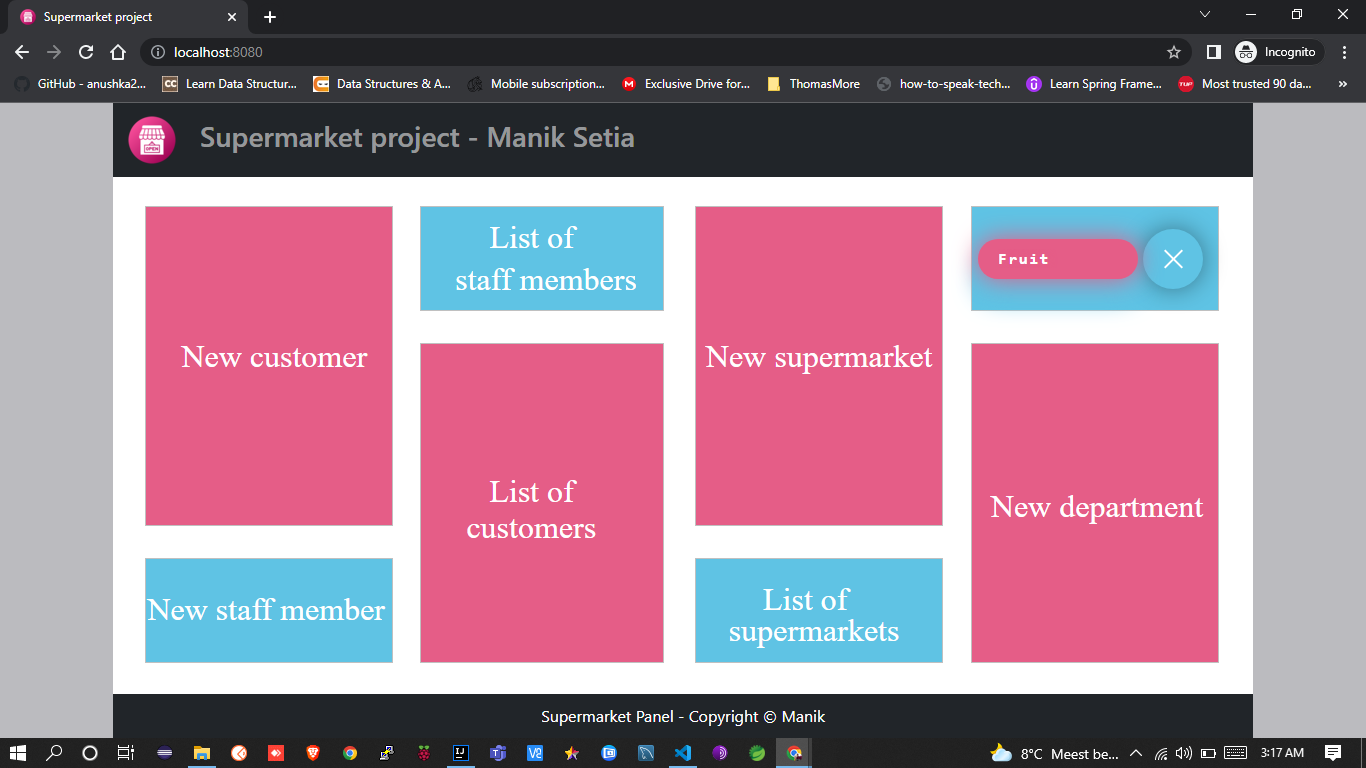 Supermarket project
localhost:8080
Incognito
GitHub - anushka2...
Learn Data Structur...
Data Structures & A...
Mobile subscription...
Exclusive Drive for...
ThomasMore
how-to-speak-tech...
Learn Spring Frame...
Most trusted 90 da...
OPEN
Supermarket project - Manik Setia
New customer
List of
staff members
New supermarket
Fruit
List of
customers
New department
New staff member
List of
supermarkets
Supermarket Panel - Copyright © Manik
8°C Meest be...
3:17 AM